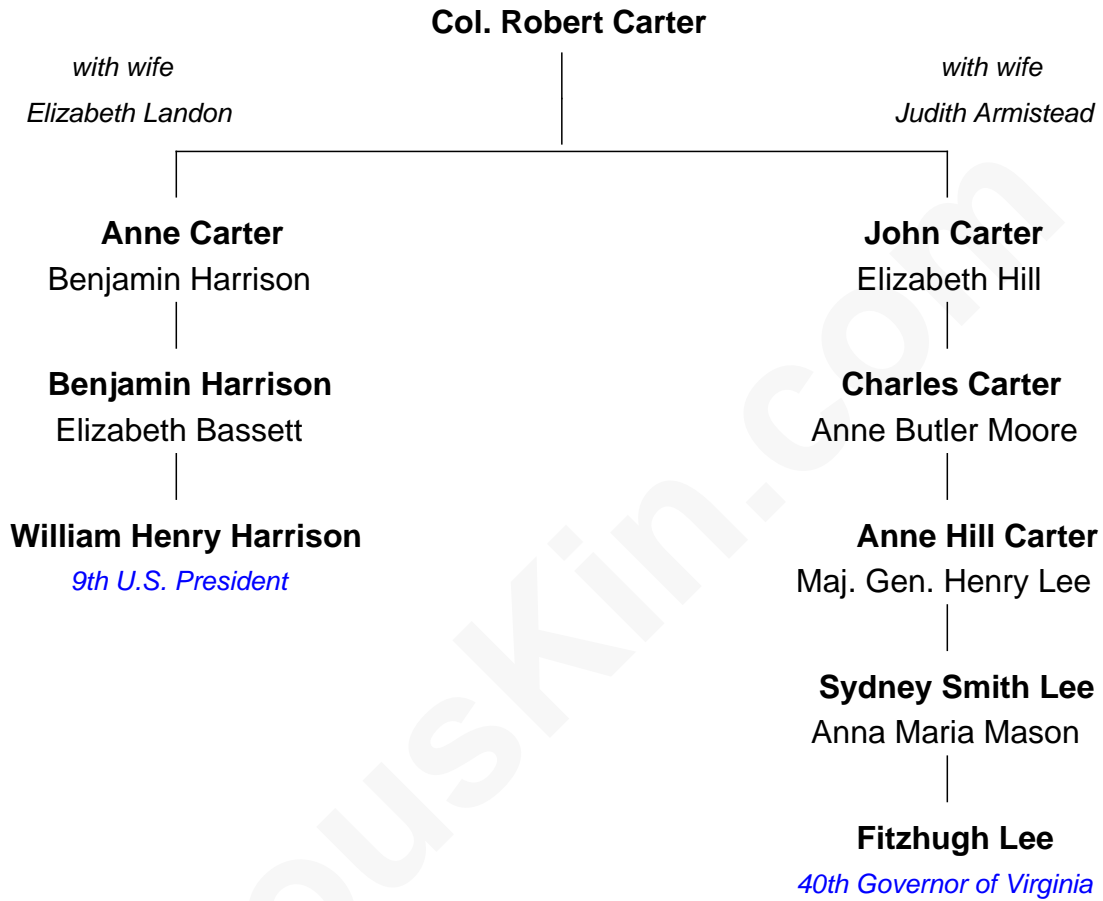 Col. Robert Carter
with wife
Elizabeth Landon
with wife
Judith Armistead
Anne Carter
Benjamin Harrison
John Carter
Elizabeth Hill
Benjamin Harrison
Elizabeth Bassett
Charles Carter
Anne Butler Moore
William Henry Harrison
9th U.S. President
Anne Hill Carter
Maj. Gen. Henry Lee
Sydney Smith Lee
Anna Maria Mason
Fitzhugh Lee
40th Governor of Virginia
ousKin.com